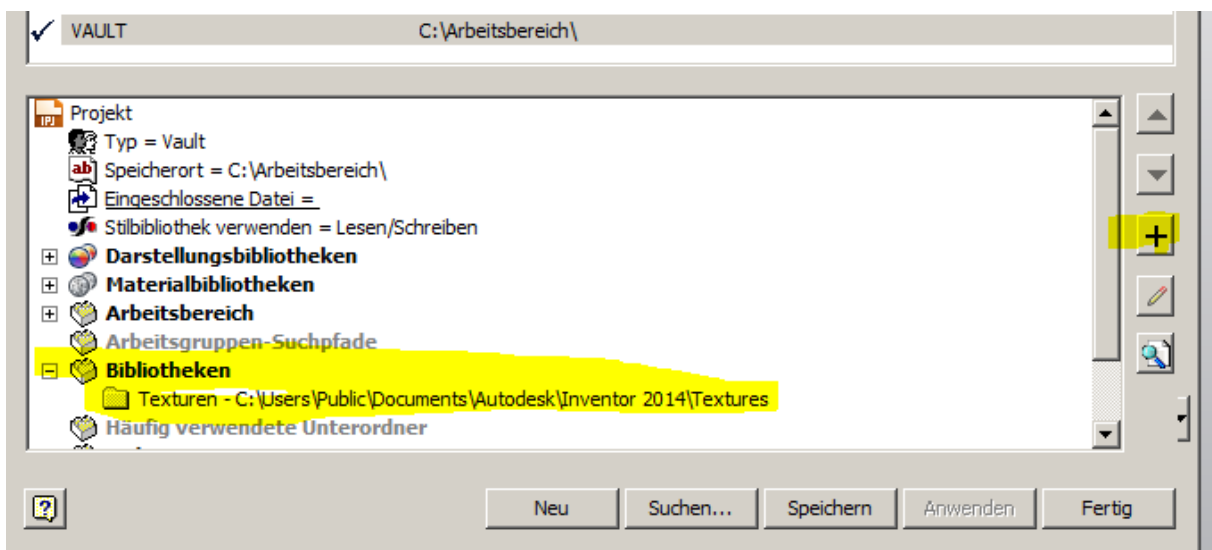 VAULT C:\Arbeitsbereich\
Projekt
Typ = Vault
Speicherort = C:\Arbeitsbereich\
Eingeschlossene Datei =
Stilbibliothek verwenden = Lesen/Schreiben
Darstellungsbibliotheken
Materialbibliotheken
Arbeitsbereich
Arbeitsgruppen-Suchpfade
Bibliotheken
Texturen - C:\Users\Public\Documents\Autodesk\Inventor 2014\Textures
Häufig verwendete Unterordner
Neu Suchen... Speichern Anwenden Fertig